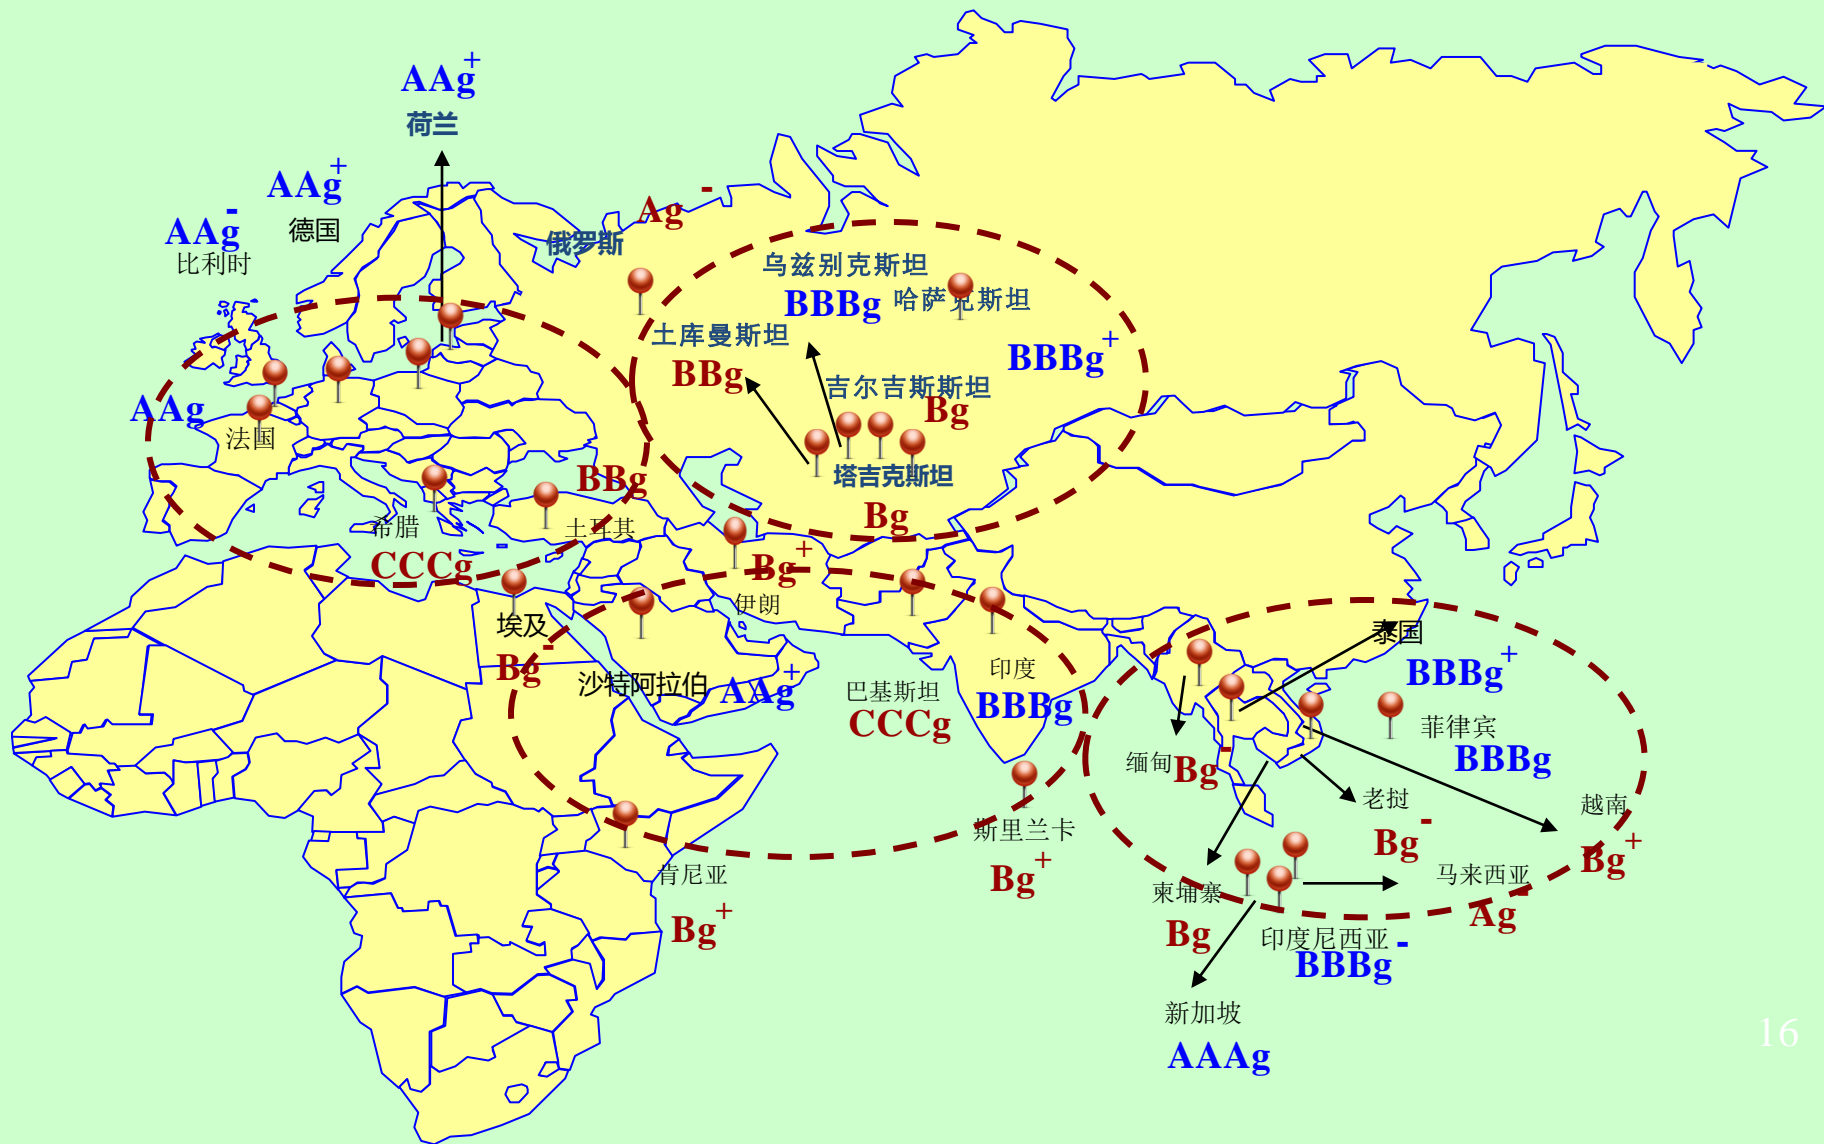 AAg+
荷兰
AAg+
德国
AAg-
比利时
Ag-
俄罗斯
乌兹别克斯坦
BBBg
哈萨克斯坦
BBBg+
土库曼斯坦
BBg
吉尔吉斯斯坦
Bg
塔吉克斯坦
Bg
AAg
法国
BBg
土耳其
希腊
CCCg-
Bg+
伊朗
埃及
Bg-
沙特阿拉伯
AAg+
巴基斯坦
CCCg
印度
BBBg
泰国
BBBg+
菲律宾
BBBg
缅甸
Bg-
老挝
Bg-
越南
Bg+
斯里兰卡
Bg+
肯尼亚
Bg+
柬埔寨
Bg
马来西亚
Ag-
印度尼西亚
BBBg-
新加坡
AAAg
16